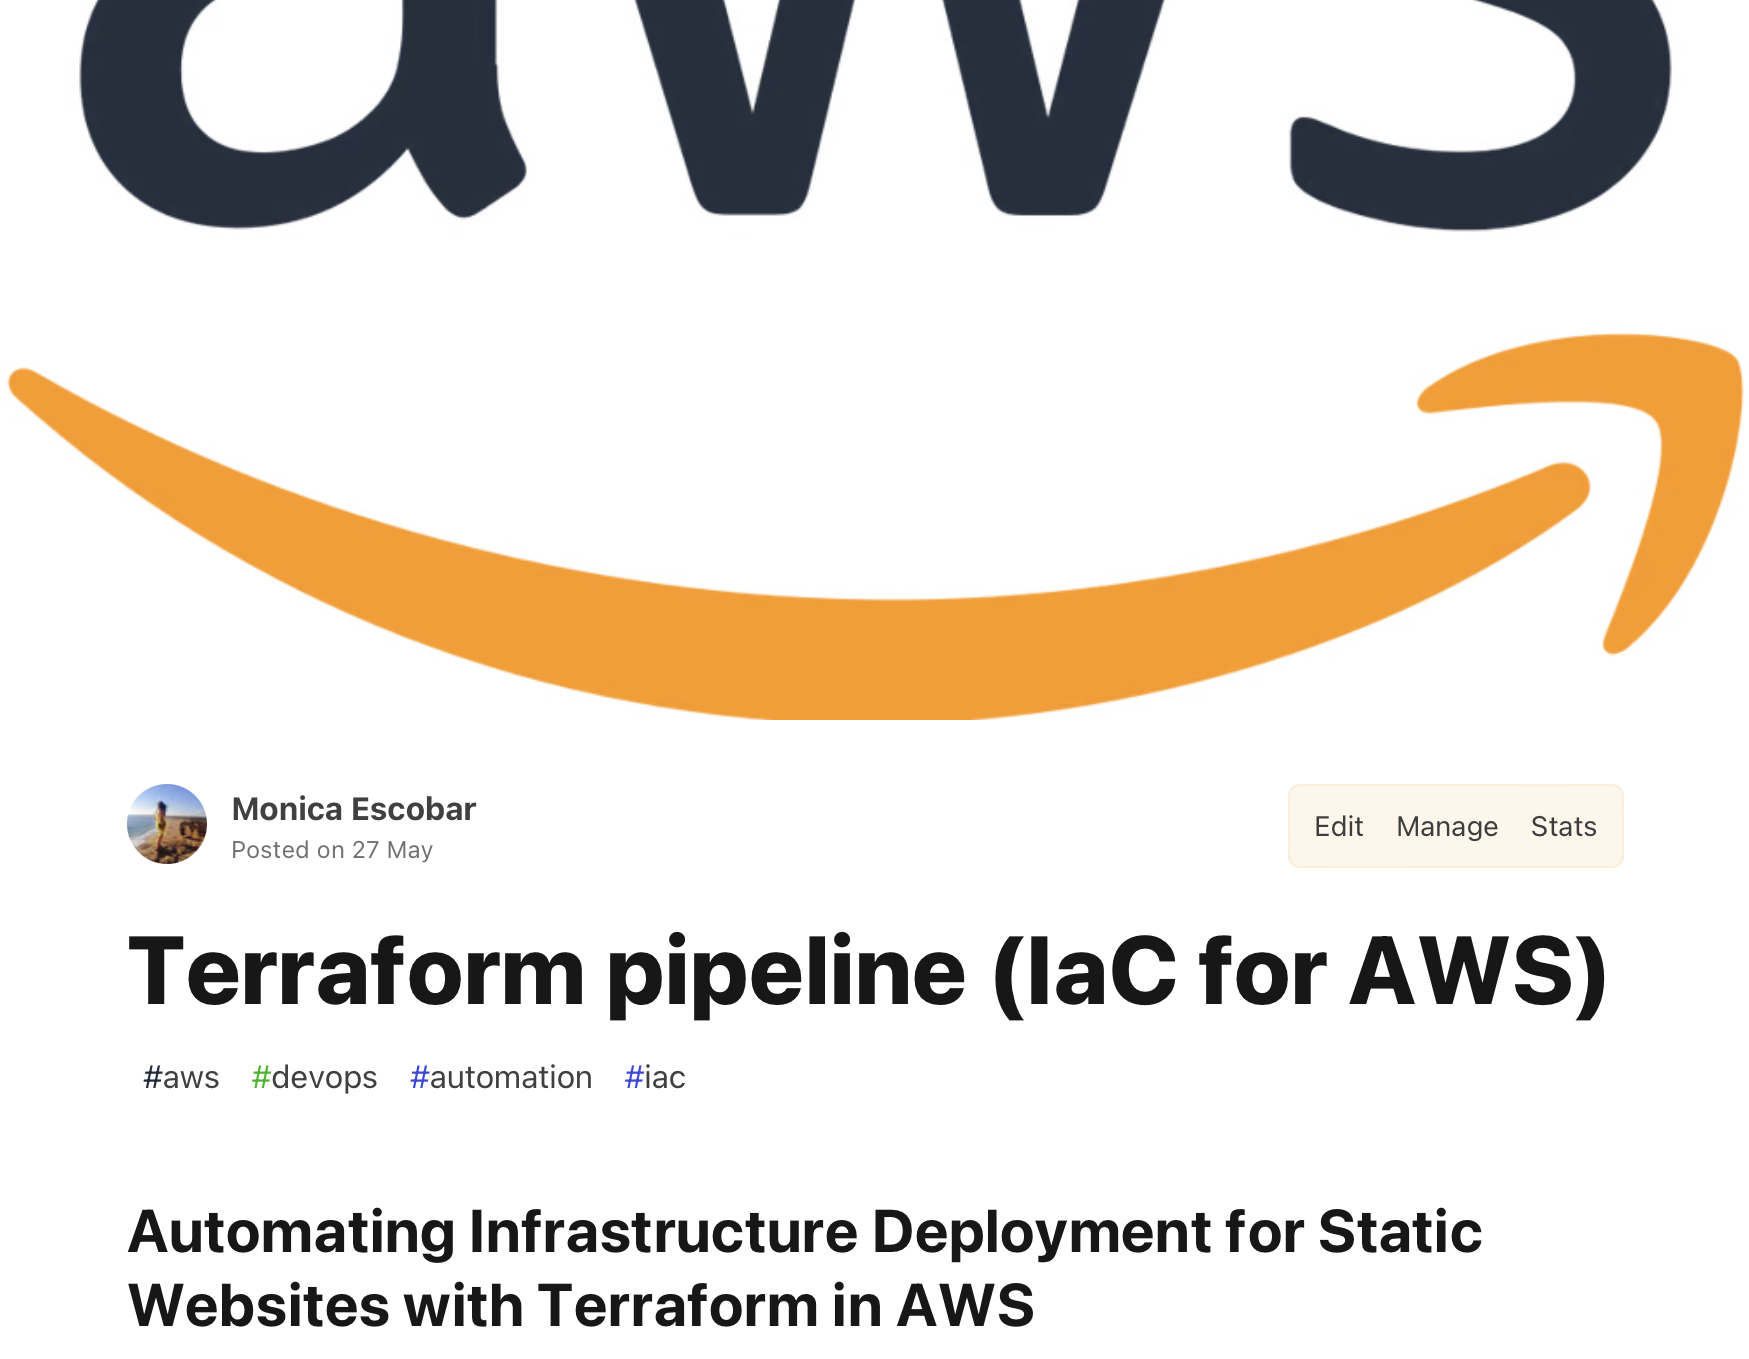 aws
Monica Escobar
Posted on 27 May
Edit Manage Stats
Terraform pipeline (IaC for AWS)
#aws #devops #automation #iac
Automating Infrastructure Deployment for Static
Websites with Terraform in AWS